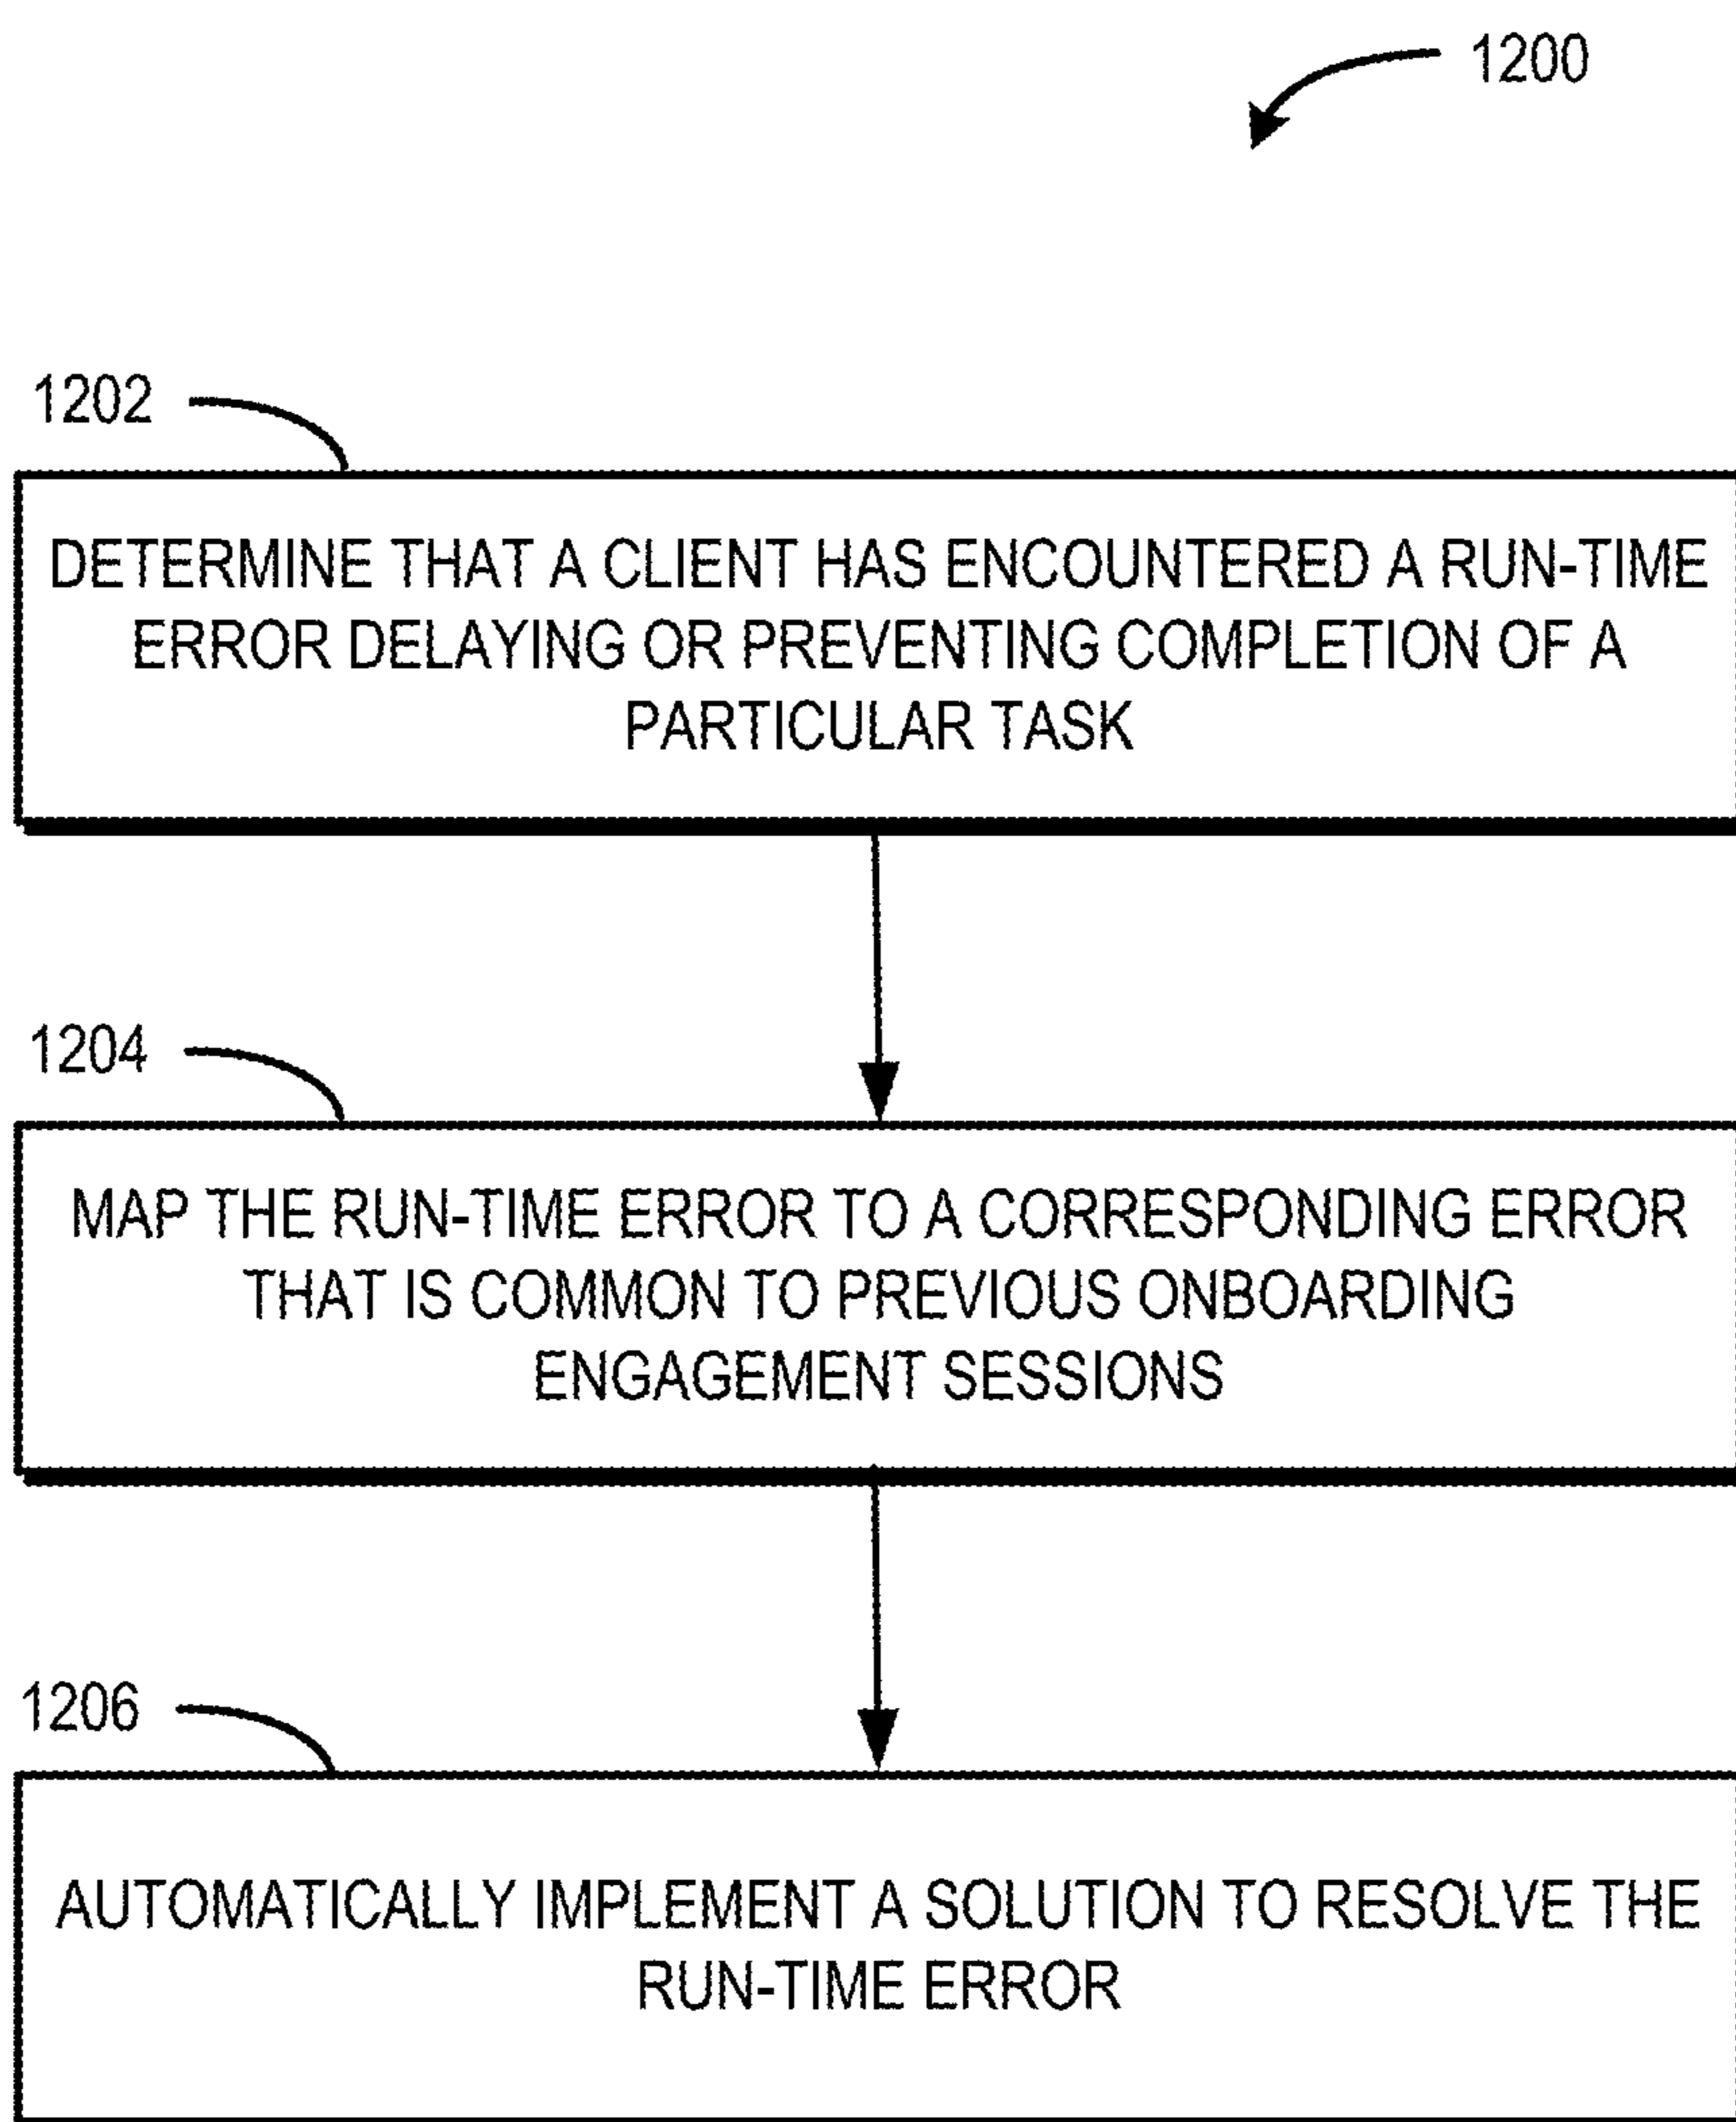 1200
1202
DETERMINE THAT A CLIENT HAS ENCOUNTERED A RUN-TIME
ERROR DELAYING OR PREVENTING COMPLETION OF A
PARTICULAR TASK
1204
MAP THE RUN-TIME ERROR TO A CORRESPONDING ERROR
THAT IS COMMON TO PREVIOUS ONBOARDING
ENGAGEMENT SESSIONS
1206
AUTOMATICALLY IMPLEMENT A SOLUTION TO RESOLVE THE
RUN-TIME ERROR